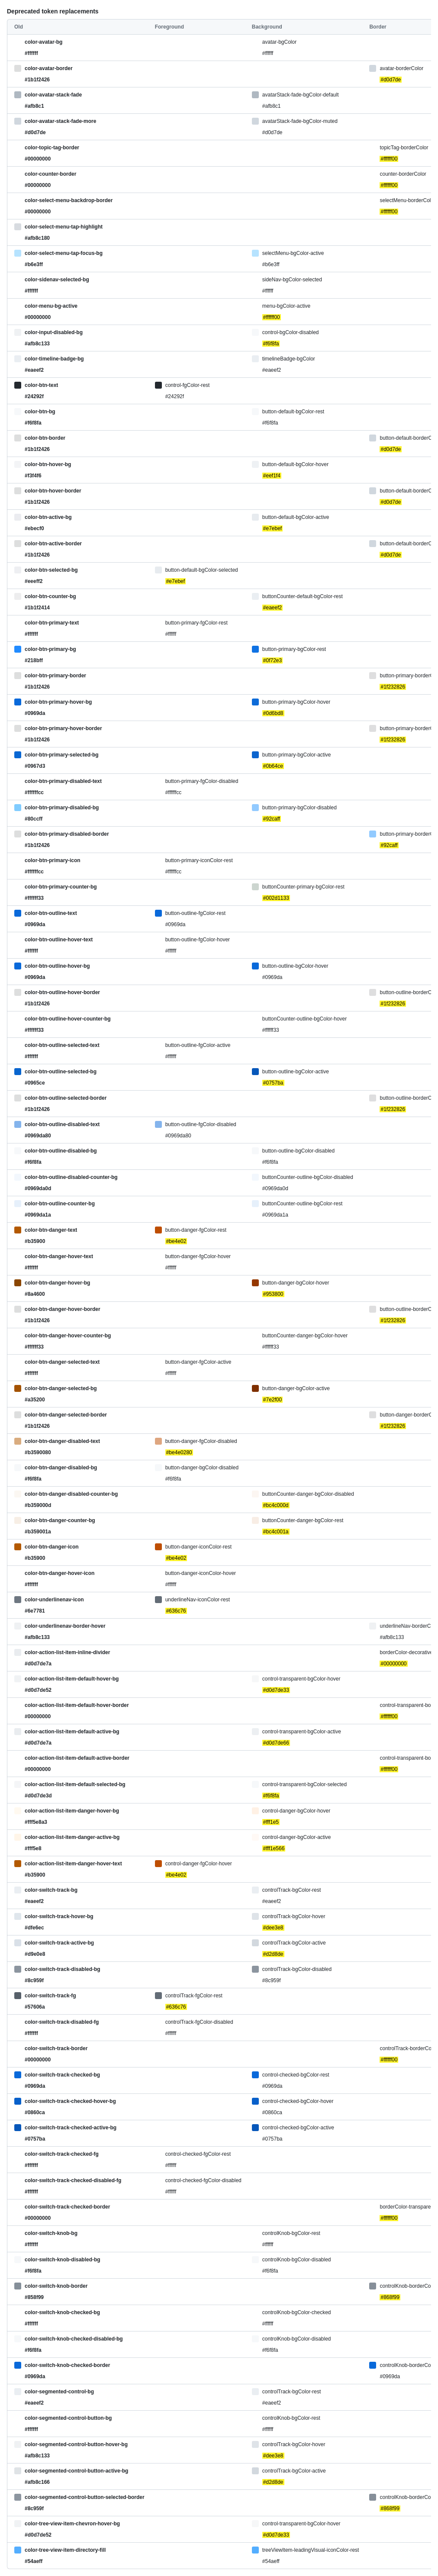 Deprecated token replacements
Old Foreground Background Border
color-avatar-bg avatar-bgColor
#ffffff #ffffff
color-avatar-border avatar-borderColor
#1b1f2426 #d0d7de
color-avatar-stack-fade avatarStack-fade-bgColor-default
#afb8c1 #afb8c1
color-avatar-stack-fade-more avatarStack-fade-bgColor-muted
#d0d7de #d0d7de
color-topic-tag-border topicTag-borderColor
#00000000 #ffffff00
color-counter-border counter-borderColor
#00000000 #ffffff00
color-select-menu-backdrop-border selectMenu-borderCol
#00000000 #ffffff00
color-select-menu-tap-highlight
#afb8c180
color-select-menu-tap-focus-bg selectMenu-bgColor-active
#b6e3ff #b6e3ff
color-sidenav-selected-bg sideNav-bgColor-selected
#ffffff #ffffff
color-menu-bg-active menu-bgColor-active
#00000000 #ffffff00
color-input-disabled-bg control-bgColor-disabled
#afb8c133 #f6f8fa
color-timeline-badge-bg timelineBadge-bgColor
#eaeef2 #eaeef2
color-btn-text control-fgColor-rest
#24292f #24292f
color-btn-bg button-default-bgColor-rest
#f6f8fa #f6f8fa
color-btn-border button-default-borderC
#1b1f2426 #d0d7de
color-btn-hover-bg button-default-bgColor-hover
#f3f4f6 #eef1f4
color-btn-hover-border button-default-borderC
#1b1f2426 #d0d7de
color-btn-active-bg button-default-bgColor-active
#ebecf0 #e7ebef
color-btn-active-border button-default-borderC
#1b1f2426 #d0d7de
color-btn-selected-bg button-default-bgColor-selected
#eeeff2 #e7ebef
color-btn-counter-bg buttonCounter-default-bgColor-rest
#1b1f2414 #eaeef2
color-btn-primary-text button-primary-fgColor-rest
#ffffff #ffffff
color-btn-primary-bg button-primary-bgColor-rest
#218bff #0f72e3
color-btn-primary-border button-primary-border
#1b1f2426 #1f232826
color-btn-primary-hover-bg button-primary-bgColor-hover
#0969da #0d6bd8
color-btn-primary-hover-border button-primary-border
#1b1f2426 #1f232826
color-btn-primary-selected-bg button-primary-bgColor-active
#0967d3 #0b64ce
color-btn-primary-disabled-text button-primary-fgColor-disabled
#ffffffcc #ffffffcc
color-btn-primary-disabled-bg button-primary-bgColor-disabled
#80ccff #92caff
color-btn-primary-disabled-border button-primary-border
#1b1f2426 #92caff
color-btn-primary-icon button-primary-iconColor-rest
#ffffffcc #ffffffcc
color-btn-primary-counter-bg buttonCounter-primary-bgColor-rest
#ffffff33 #002d1133
color-btn-outline-text button-outline-fgColor-rest
#0969da #0969da
color-btn-outline-hover-text button-outline-fgColor-hover
#ffffff #ffffff
color-btn-outline-hover-bg button-outline-bgColor-hover
#0969da #0969da
color-btn-outline-hover-border button-outline-borderC
#1b1f2426 #1f232826
color-btn-outline-hover-counter-bg buttonCounter-outline-bgColor-hover
#ffffff33 #ffffff33
color-btn-outline-selected-text button-outline-fgColor-active
#ffffff #ffffff
color-btn-outline-selected-bg button-outline-bgColor-active
#0965ce #0757ba
color-btn-outline-selected-border button-outline-borderC
#1b1f2426 #1f232826
color-btn-outline-disabled-text button-outline-fgColor-disabled
#0969da80 #0969da80
color-btn-outline-disabled-bg button-outline-bgColor-disabled
#f6f8fa #f6f8fa
color-btn-outline-disabled-counter-bg buttonCounter-outline-bgColor-disabled
#0969da0d #0969da0d
color-btn-outline-counter-bg buttonCounter-outline-bgColor-rest
#0969da1a #0969da1a
color-btn-danger-text button-danger-fgColor-rest
#b35900 #be4e02
color-btn-danger-hover-text button-danger-fgColor-hover
#ffffff #ffffff
color-btn-danger-hover-bg button-danger-bgColor-hover
#8a4600 #953800
color-btn-danger-hover-border button-outline-borderC
#1b1f2426 #1f232826
color-btn-danger-hover-counter-bg buttonCounter-danger-bgColor-hover
#ffffff33 #ffffff33
color-btn-danger-selected-text button-danger-fgColor-active
#ffffff #ffffff
color-btn-danger-selected-bg button-danger-bgColor-active
#a35200 #7e2f00
color-btn-danger-selected-border button-danger-borderC
#1b1f2426 #1f232826
color-btn-danger-disabled-text button-danger-fgColor-disabled
#b3590080 #be4e0280
color-btn-danger-disabled-bg button-danger-bgColor-disabled
#f6f8fa #f6f8fa
color-btn-danger-disabled-counter-bg buttonCounter-danger-bgColor-disabled
#b359000d #bc4c000d
color-btn-danger-counter-bg buttonCounter-danger-bgColor-rest
#b359001a #bc4c001a
color-btn-danger-icon button-danger-iconColor-rest
#b35900 #be4e02
color-btn-danger-hover-icon button-danger-iconColor-hover
#ffffff #ffffff
color-underlinenav-icon underlineNav-iconColor-rest
#6e7781 #636c76
color-underlinenav-border-hover underlineNav-borderC
#afb8c133 #afb8c133
color-action-list-item-inline-divider borderColor-decorative
#d0d7de7a #00000000
color-action-list-item-default-hover-bg control-transparent-bgColor-hover
#d0d7de52 #d0d7de33
color-action-list-item-default-hover-border control-transparent-bo
#00000000 #ffffff00
color-action-list-item-default-active-bg control-transparent-bgColor-active
#d0d7de7a #d0d7de66
color-action-list-item-default-active-border control-transparent-bo
#00000000 #ffffff00
color-action-list-item-default-selected-bg control-transparent-bgColor-selected
#d0d7de3d #f6f8fa
color-action-list-item-danger-hover-bg control-danger-bgColor-hover
#fff5e8a3 #fff1e5
color-action-list-item-danger-active-bg control-danger-bgColor-active
#fff5e8 #fff1e566
color-action-list-item-danger-hover-text control-danger-fgColor-hover
#b35900 #be4e02
color-switch-track-bg controlTrack-bgColor-rest
#eaeef2 #eaeef2
color-switch-track-hover-bg controlTrack-bgColor-hover
#dfe6ec #dee3e8
color-switch-track-active-bg controlTrack-bgColor-active
#d9e0e8 #d2d8de
color-switch-track-disabled-bg controlTrack-bgColor-disabled
#8c959f #8c959f
color-switch-track-fg controlTrack-fgColor-rest
#57606a #636c76
color-switch-track-disabled-fg controlTrack-fgColor-disabled
#ffffff #ffffff
color-switch-track-border controlTrack-borderCo
#00000000 #ffffff00
color-switch-track-checked-bg control-checked-bgColor-rest
#0969da #0969da
color-switch-track-checked-hover-bg control-checked-bgColor-hover
#0860ca #0860ca
color-switch-track-checked-active-bg control-checked-bgColor-active
#0757ba #0757ba
color-switch-track-checked-fg control-checked-fgColor-rest
#ffffff #ffffff
color-switch-track-checked-disabled-fg control-checked-fgColor-disabled
#ffffff #ffffff
color-switch-track-checked-border borderColor-transpare
#00000000 #ffffff00
color-switch-knob-bg controlKnob-bgColor-rest
#ffffff #ffffff
color-switch-knob-disabled-bg controlKnob-bgColor-disabled
#f6f8fa #f6f8fa
color-switch-knob-border controlKnob-borderCo
#858f99 #868f99
color-switch-knob-checked-bg controlKnob-bgColor-checked
#ffffff #ffffff
color-switch-knob-checked-disabled-bg controlKnob-bgColor-disabled
#f6f8fa #f6f8fa
color-switch-knob-checked-border controlKnob-borderCo
#0969da #0969da
color-segmented-control-bg controlTrack-bgColor-rest
#eaeef2 #eaeef2
color-segmented-control-button-bg controlKnob-bgColor-rest
#ffffff #ffffff
color-segmented-control-button-hover-bg controlTrack-bgColor-hover
#afb8c133 #dee3e8
color-segmented-control-button-active-bg controlTrack-bgColor-active
#afb8c166 #d2d8de
color-segmented-control-button-selected-border controlKnob-borderCo
#8c959f #868f99
color-tree-view-item-chevron-hover-bg control-transparent-bgColor-hover
#d0d7de52 #d0d7de33
color-tree-view-item-directory-fill treeViewItem-leadingVisual-iconColor-rest
#54aeff #54aeff